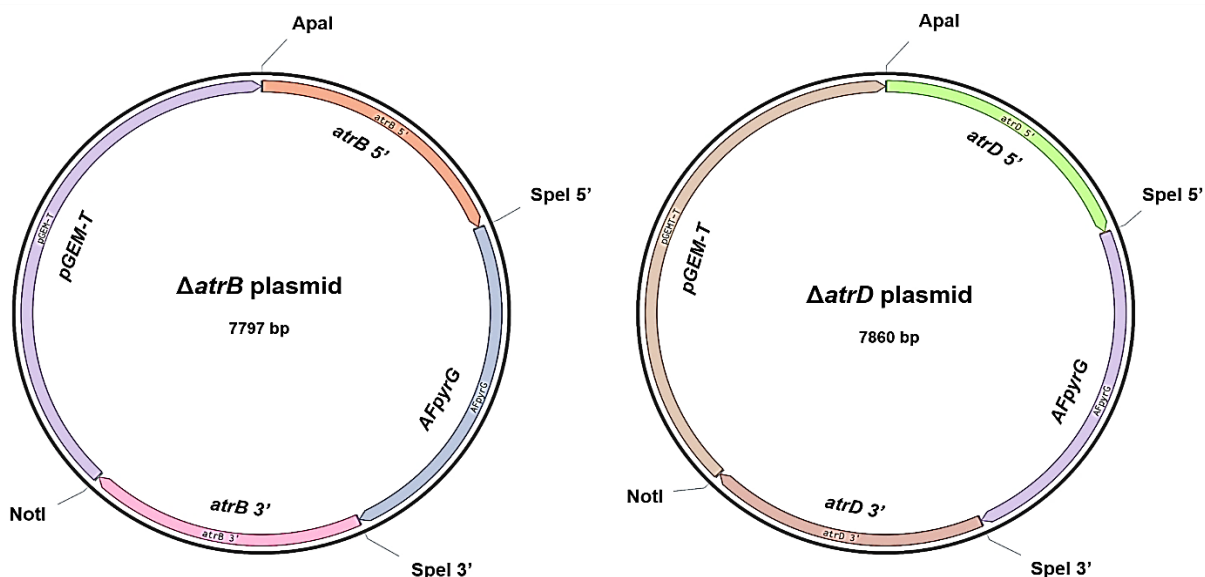 ApaI
atrB 5'
atrB 5’
SpeI 5’
pGEM-T
pGEM-T
ΔatrB plasmid
7797 bp
AFpyrG
AFpyrG
atrB 3’
atrB 3'
NotI
SpeI 3’
ApaI
atrD 5'
atrD 5’
SpeI 5’
pGEMT-T
pGEM-T
ΔatrD plasmid
7860 bp
AFpyrG
AFpyrG
atrD 3’
atrD 3'
NotI
SpeI 3’